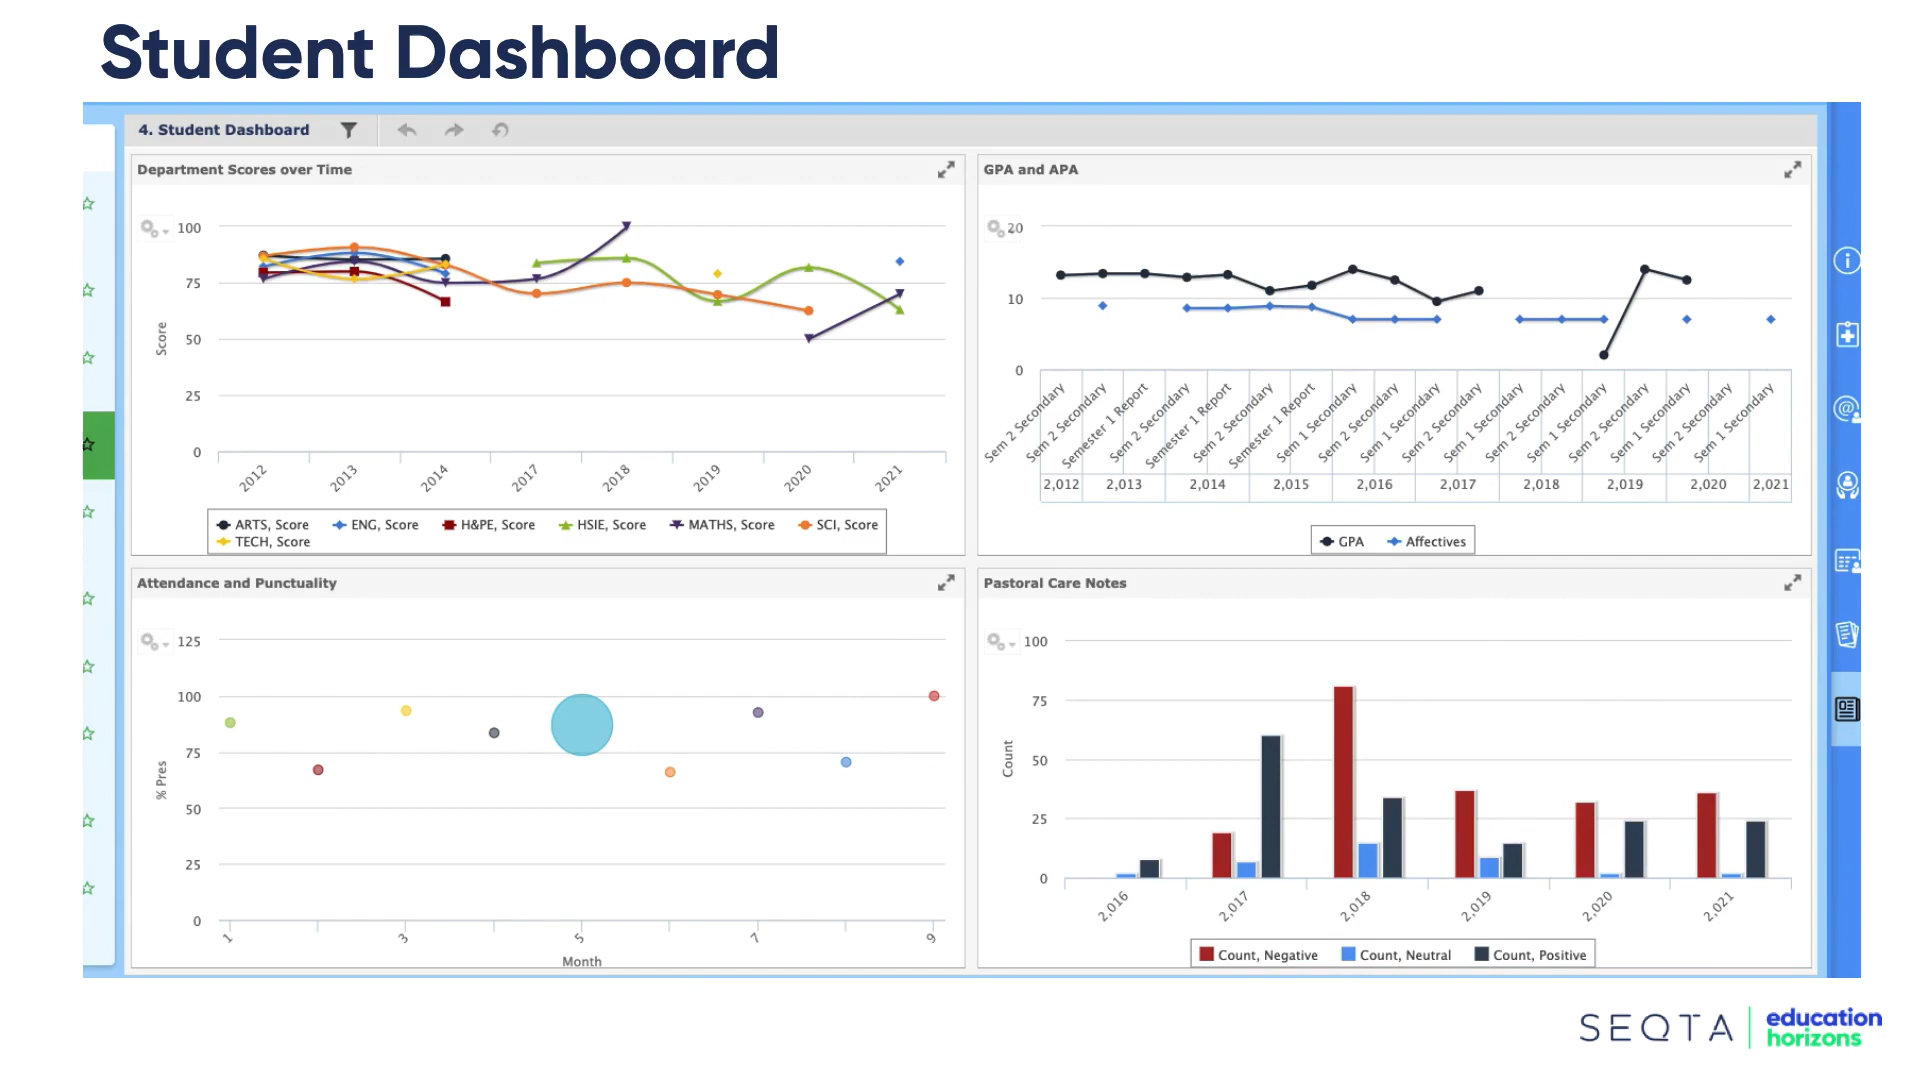 Student Dashboard
4. Student Dashboard
Department Scores over Time
100
75
50
25
0
Score
2012
2013
2014
2017
2018
2019
2020
2021
ARTS, Score
ENG, Score
H&PE, Score
HSIE, Score
MATHS, Score
SCI, Score
TECH, Score
GPA and APA
20
10
0
Sem 2 Secondary
Sem 2 Secondary
Semester 1 Report
Sem 2 Secondary
Semester 1 Report
Sem 2 Secondary
Semester 1 Report
Sem 1 Secondary
Sem 2 Secondary
Sem 1 Secondary
Sem 2 Secondary
Sem 1 Secondary
Sem 2 Secondary
Sem 1 Secondary
Sem 2 Secondary
Sem 1 Secondary
Sem 2 Secondary
Sem 1 Secondary
2,012
2,013
2,014
2,015
2,016
2,017
2,018
2,019
2,020
2,021
GPA
Affectives
Attendance and Punctuality
125
100
75
50
25
0
% Pres
1
3
5
7
9
Month
Pastoral Care Notes
100
75
50
25
0
Count
2,016
2,017
2,018
2,019
2,020
2,021
Count, Negative
Count, Neutral
Count, Positive
SEQTA
education
horizons